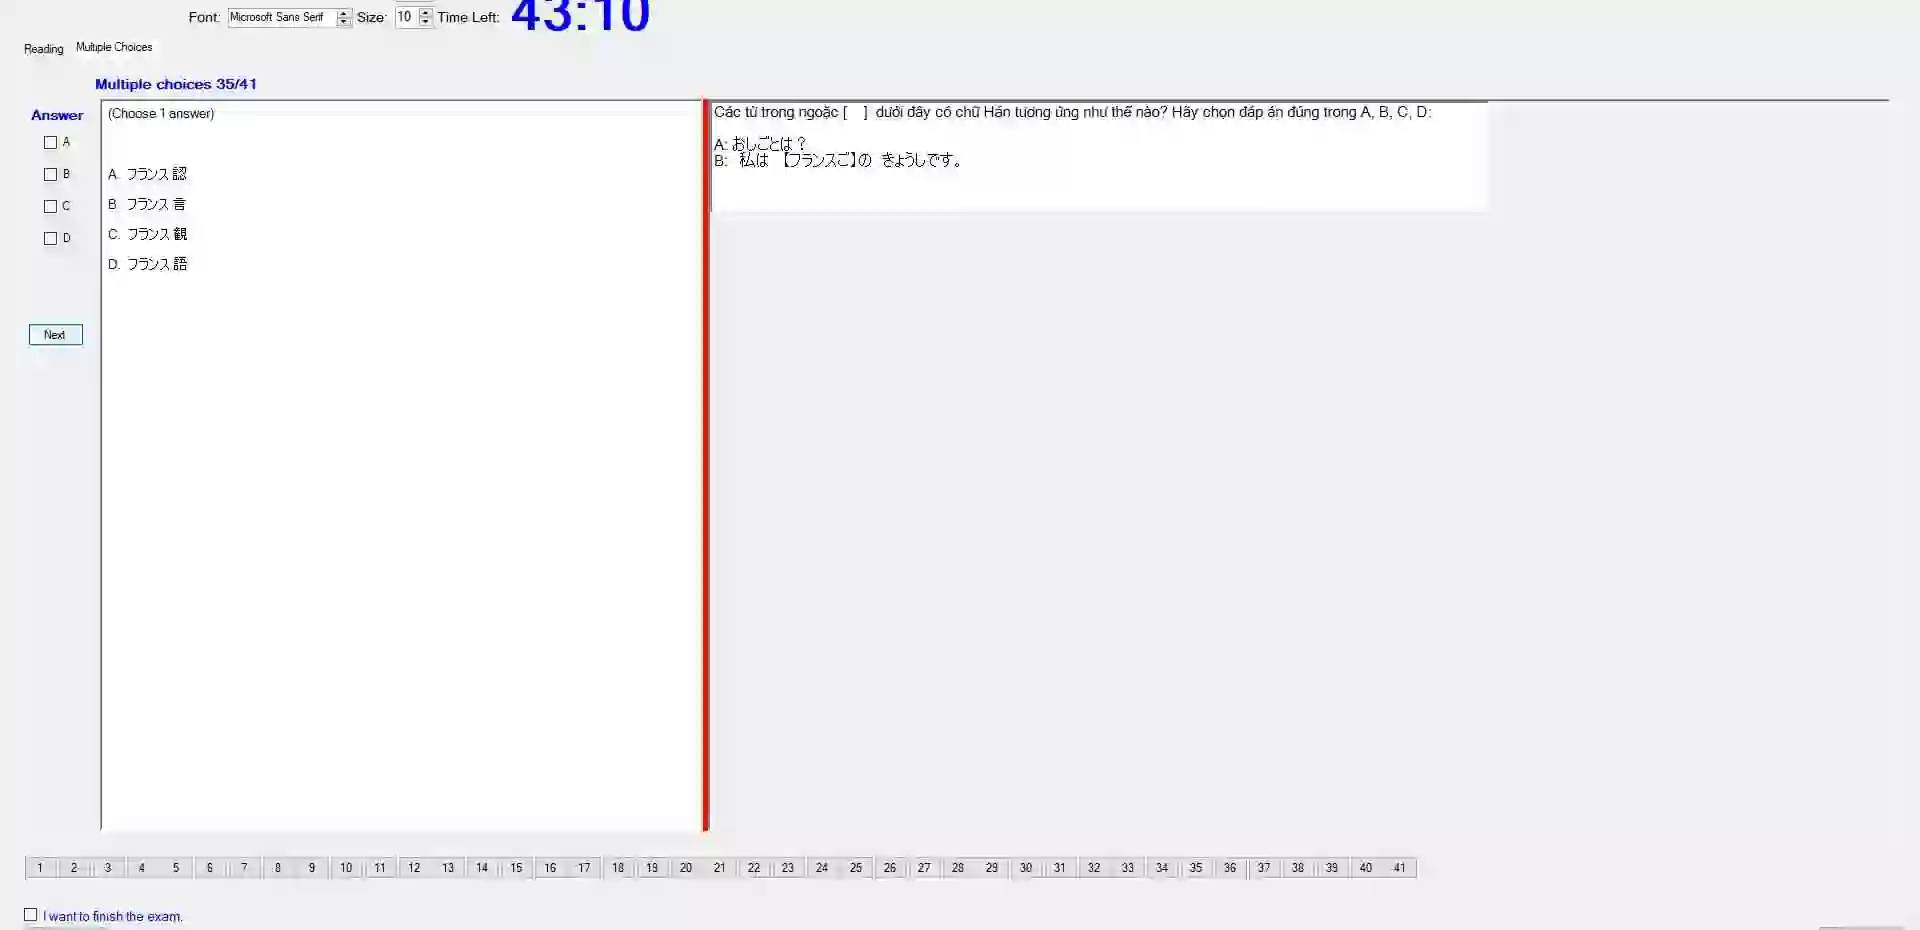 Font: Microsoft Sans Serif Size: 10 Time Left: 43:10
Reading Multiple Choices
Multiple choices 35/41
Answer
A
B
C
D
Next
(Choose 1 answer)
A. フランス認
B. フランス言
C. フランス観
D. フランス語
Các từ trong ngoặc [ ] dưới đây có chữ Hán tương ứng như thế nào? Hãy chọn đáp án đúng trong A, B, C, D:
A: おしごとは？
B: 私は 【フランスご】の きょうしです。
1 2 3 4 5 6 7 8 9 10 11 12 13 14 15 16 17 18 19 20 21 22 23 24 25 26 27 28 29 30 31 32 33 34 35 36 37 38 39 40 41
I want to finish the exam.